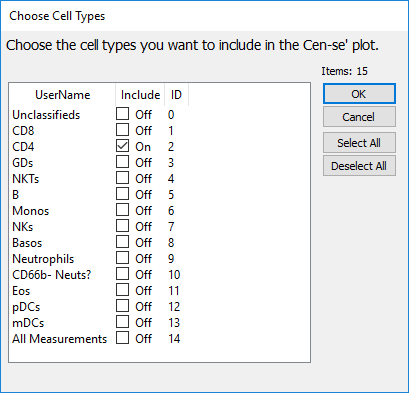 Choose Cell Types
Choose the cell types you want to include in the Cen-se' plot.
Items: 15
UserName Include ID
Unclassifieds Off 0
CD8 Off 1
CD4 On 2
GDs Off 3
NKTs Off 4
B Off 5
Monos Off 6
NKs Off 7
Basos Off 8
Neutrophils Off 9
CD66b- Neuts? Off 10
Eos Off 11
pDCs Off 12
mDCs Off 13
All Measurements Off 14
OK
Cancel
Select All
Deselect All